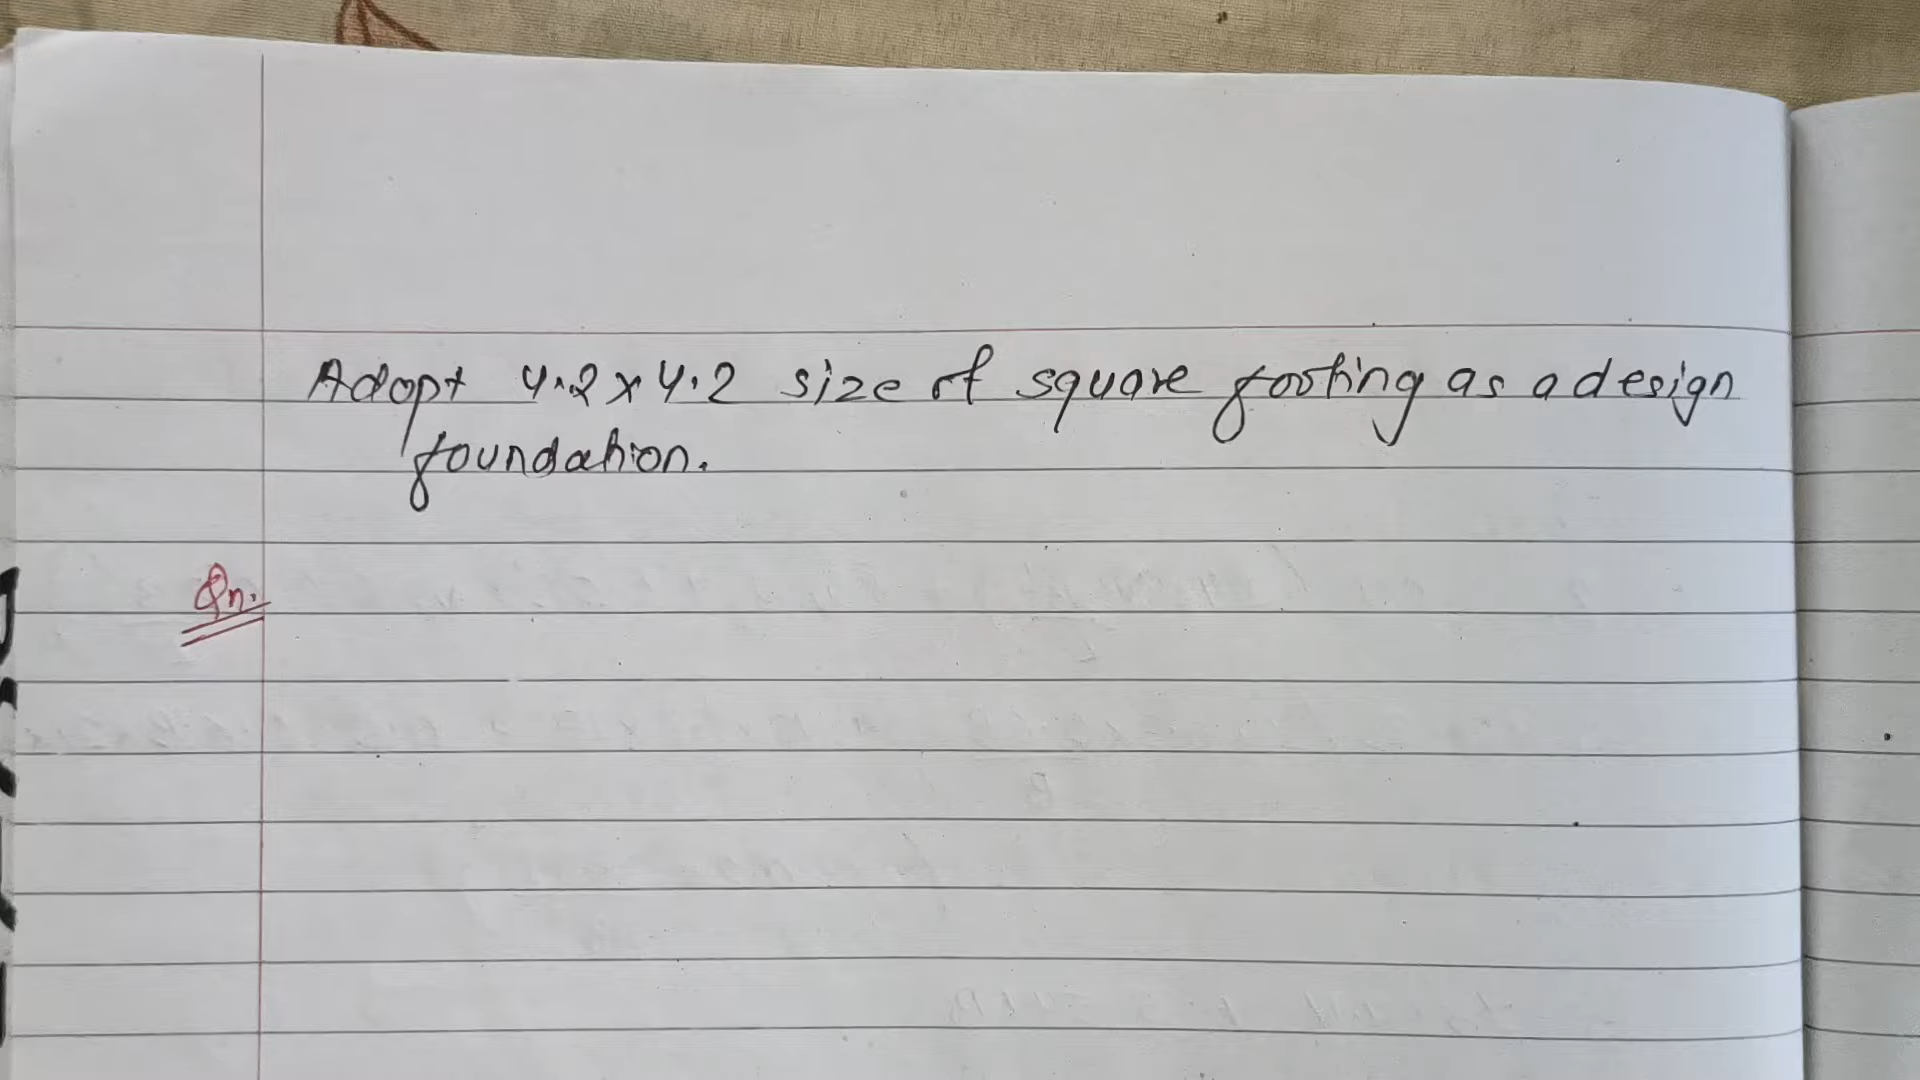 Adopt 4.2 x 4.2 size of square footing as a design
foundation.
Qn.